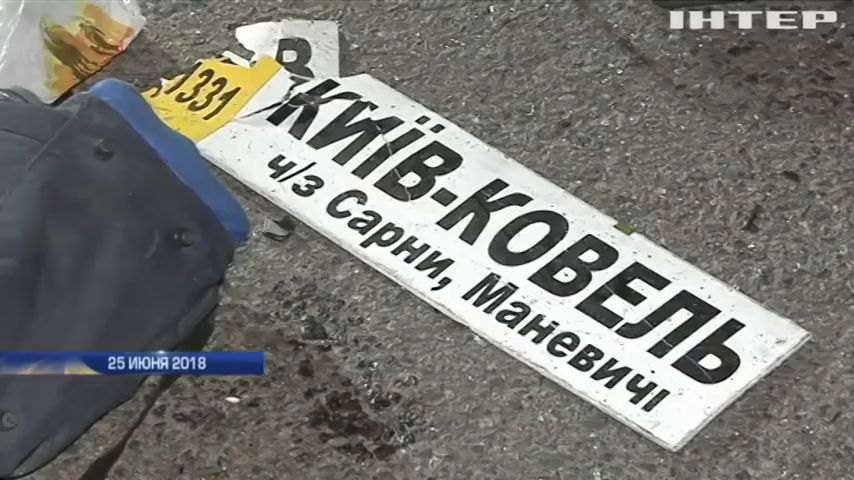 ІНТЕР
В
1331
КИЇВ-КОВЕЛЬ
ч/з Сарни, Маневичі
25 ИЮНЯ 2018